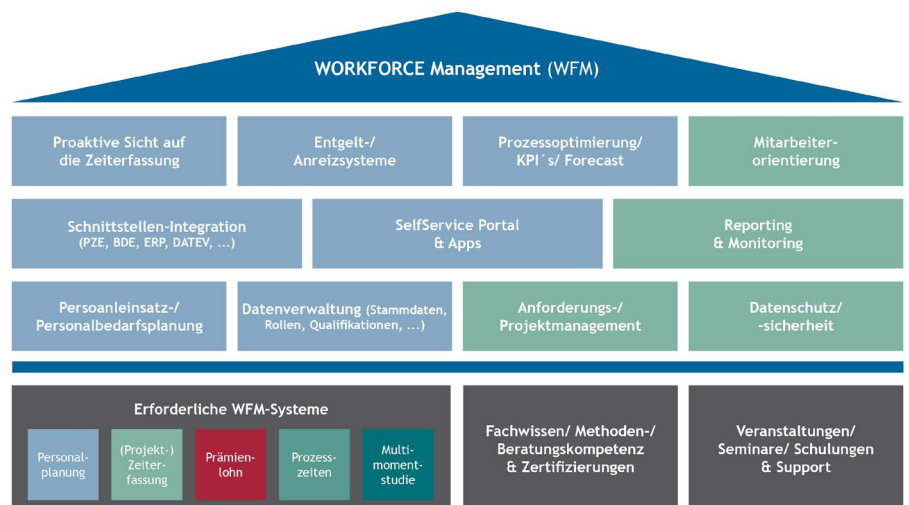 WORKFORCE Management (WFM)
Proaktive Sicht auf
die Zeiterfassung
Entgelt-/
Anreizsysteme
Prozessoptimierung/
KPI´s/ Forecast
Mitarbeiter-
orientierung
Schnittstellen-Integration
(PZE, BDE, ERP, DATEV, ...)
SelfService Portal
& Apps
Reporting
& Monitoring
Persoanleinsatz-/
Personalbedarfsplanung
Datenverwaltung (Stammdaten,
Rollen, Qualifikationen, ...)
Anforderungs-/
Projektmanagement
Datenschutz/
-sicherheit
Erforderliche WFM-Systeme
Personal-
planung
(Projekt-)
Zeiter-
fassung
Prämien-
lohn
Prozess-
zeiten
Multi-
moment-
studie
Fachwissen/ Methoden-/
Beratungskompetenz
& Zertifizierungen
Veranstaltungen/
Seminare/ Schulungen
& Support